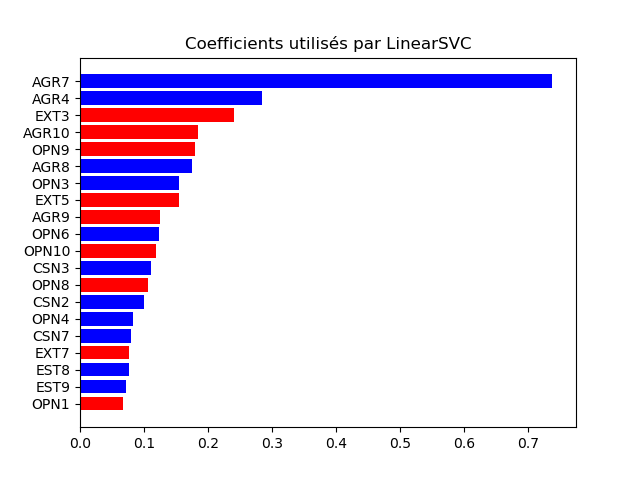 Coefficients utilisés par LinearSVC
AGR7
AGR4
EXT3
AGR10
OPN9
AGR8
OPN3
EXT5
AGR9
OPN6
OPN10
CSN3
OPN8
CSN2
OPN4
CSN7
EXT7
EST8
EST9
OPN1
0.0 0.1 0.2 0.3 0.4 0.5 0.6 0.7